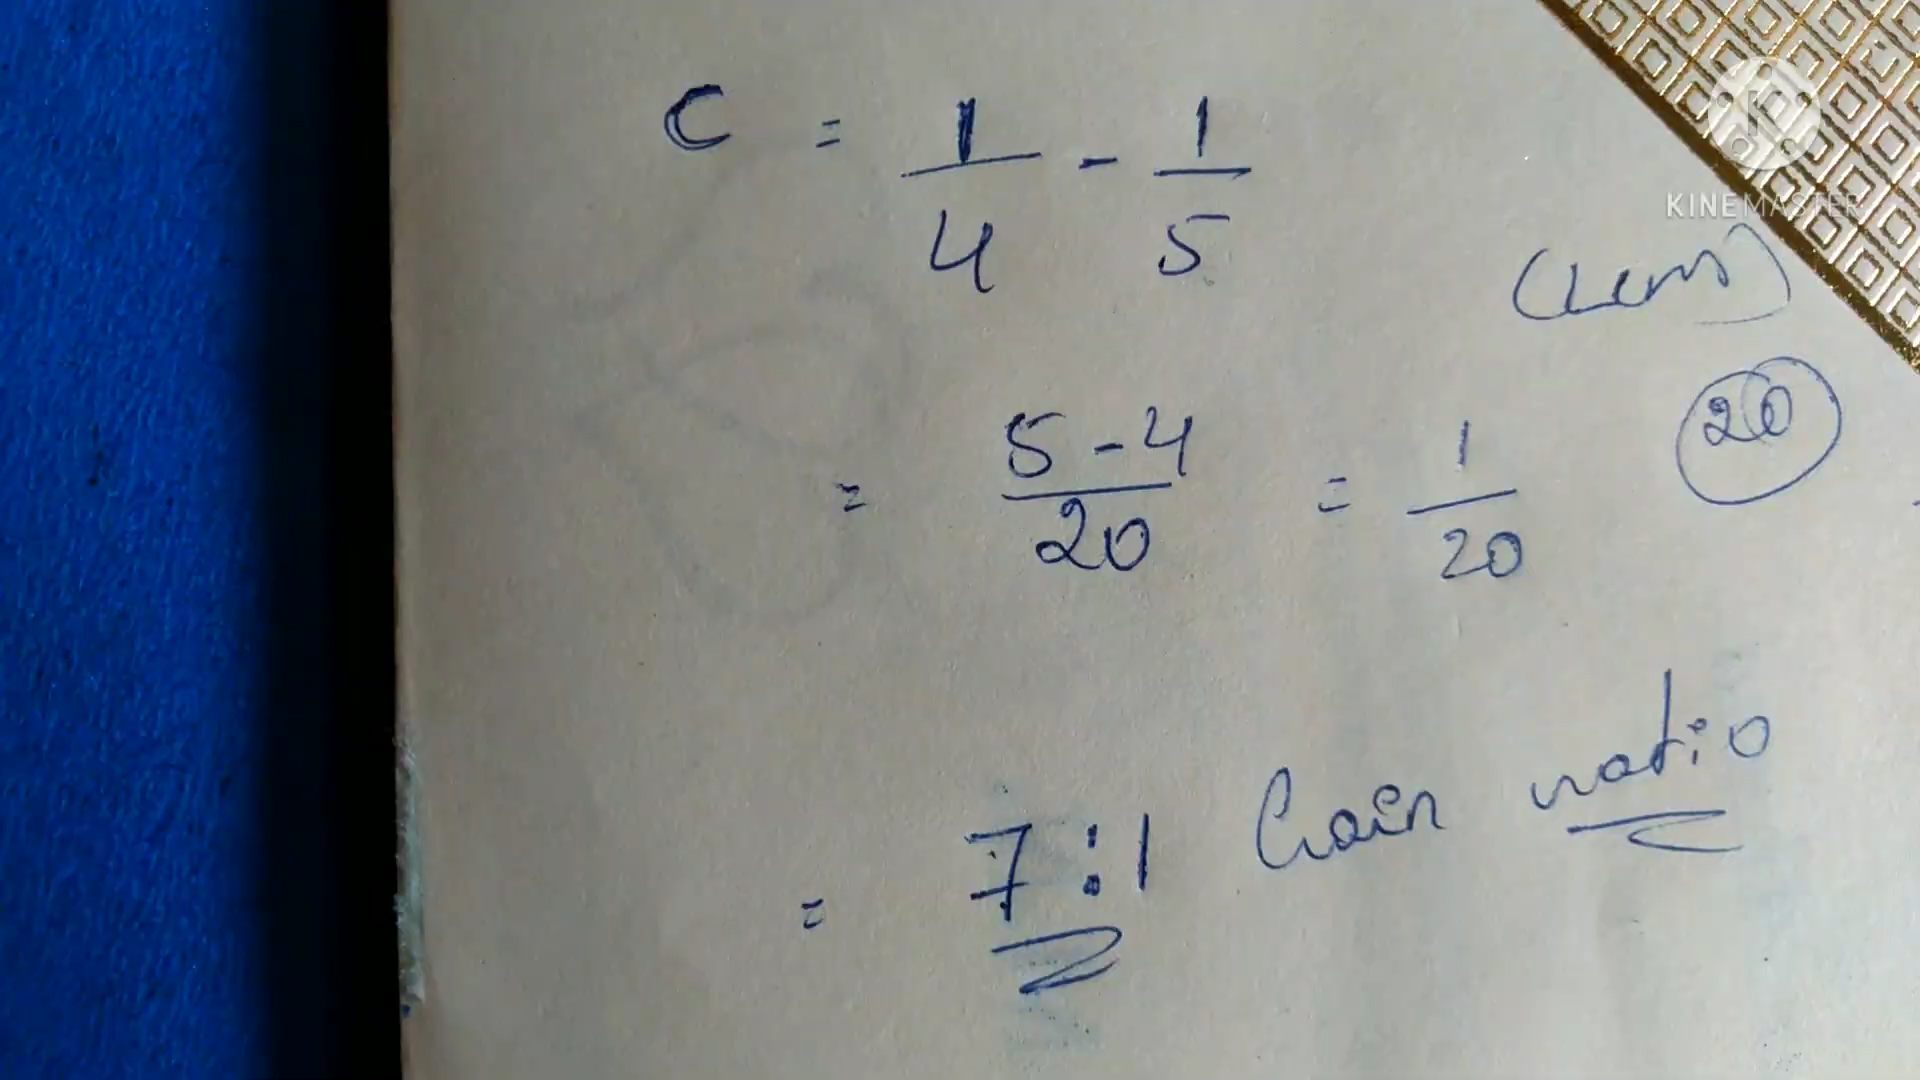 C = 1/4 - 1/5
(LCM)
20
= 5-4/20 = 1/20
= 7:1 Gain ratio
KINEMASTER